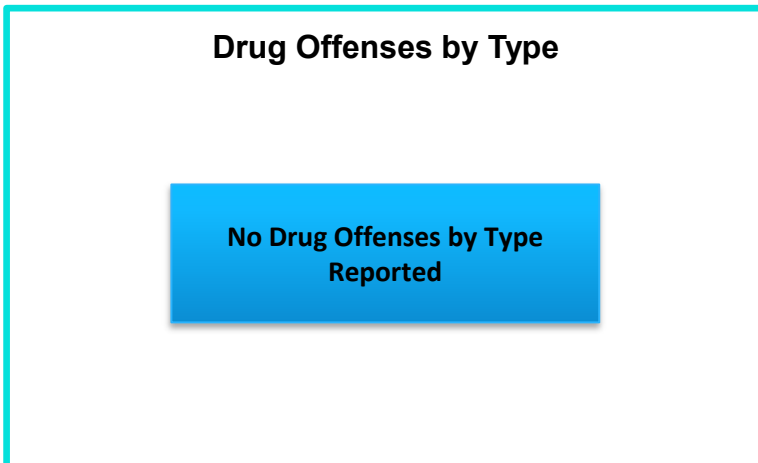 Drug Offenses by Type
No Drug Offenses by Type
Reported